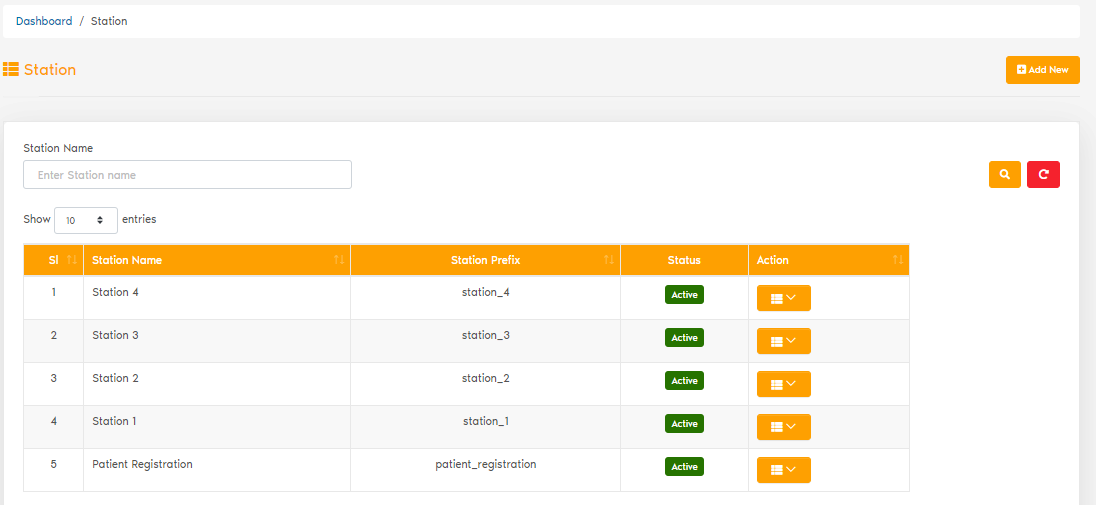 Dashboard / Station
Station
Add New
Station Name
Enter Station name
Show 10 entries
Sl Station Name Station Prefix Status Action
1 Station 4 station_4 Active
2 Station 3 station_3 Active
3 Station 2 station_2 Active
4 Station 1 station_1 Active
5 Patient Registration patient_registration Active